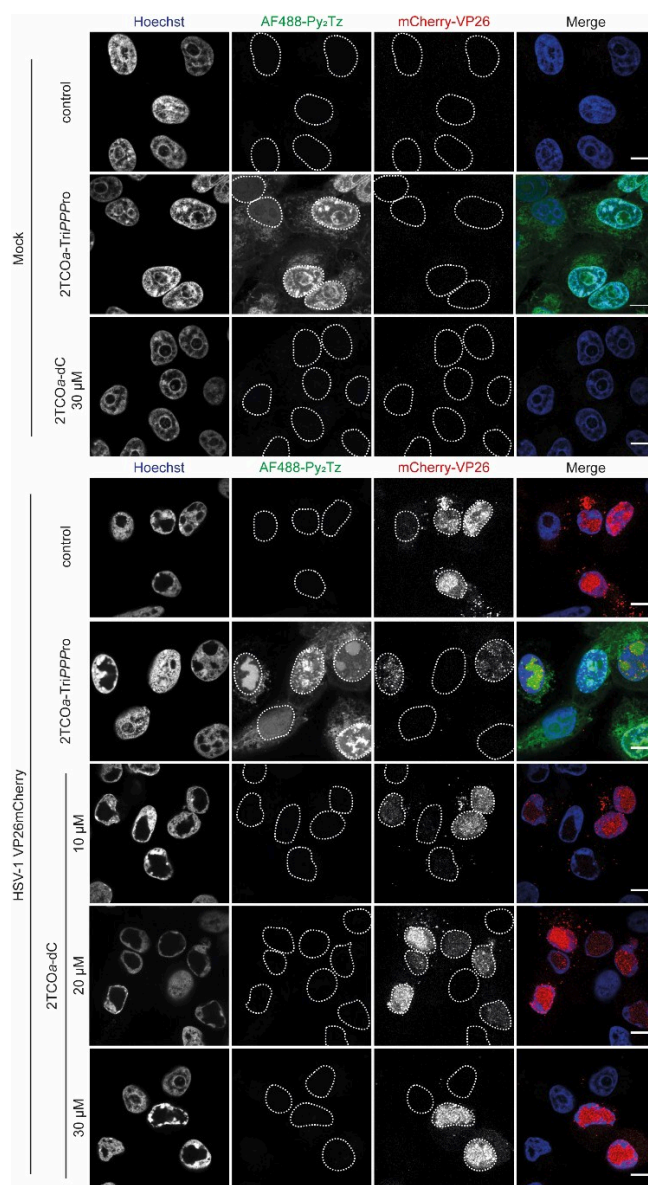 Hoechst AF488-Py₂Tz mCherry-VP26 Merge
Mock
control
2TCOa-TriPPPro
2TCOa-dC
30 µM
Hoechst AF488-Py₂Tz mCherry-VP26 Merge
HSV-1 VP26mCherry
control
2TCOa-TriPPPro
2TCOa-dC
10 µM
20 µM
30 µM